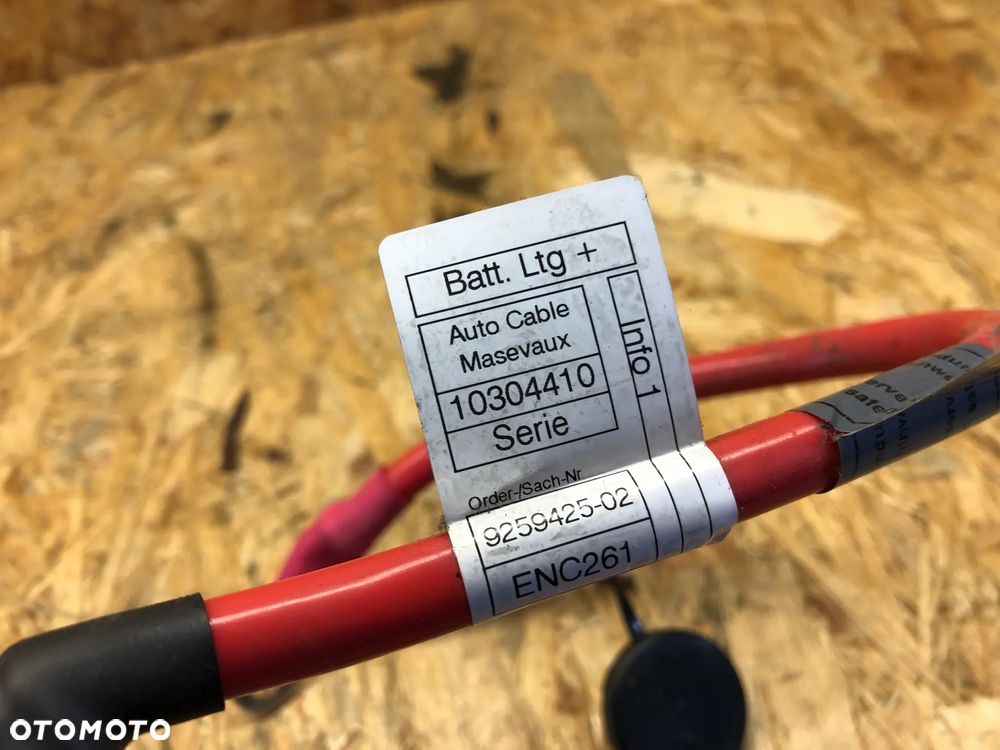 Batt. Ltg +
Auto Cable
Masevaux
10304410
Serie
Info 1
Order-/Sach-Nr
9259425-02
ENC261
OTOMOTO